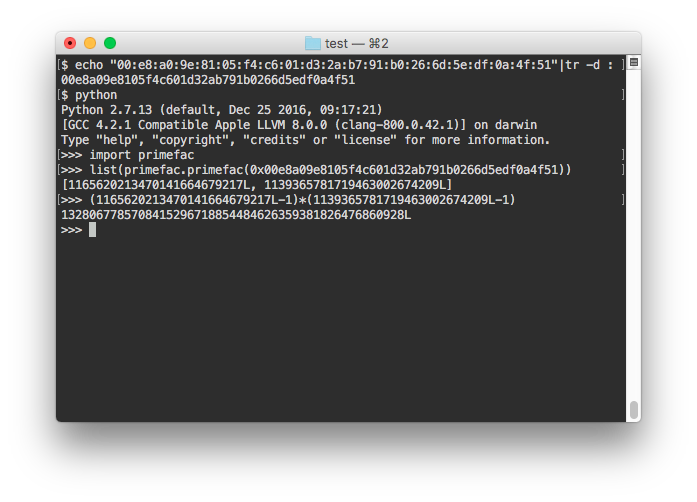 test — ⌘2
[$ echo "00:e8:a0:9e:81:05:f4:c6:01:d3:2a:b7:91:b0:26:6d:5e:df:0a:4f:51"|tr -d : ]
00e8a09e8105f4c601d32ab791b0266d5edf0a4f51
[$ python ]
Python 2.7.13 (default, Dec 25 2016, 09:17:21)
[GCC 4.2.1 Compatible Apple LLVM 8.0.0 (clang-800.0.42.1)] on darwin
Type "help", "copyright", "credits" or "license" for more information.
[>>> import primefac ]
[>>> list(primefac.primefac(0x00e8a09e8105f4c601d32ab791b0266d5edf0a4f51)) ]
[1165620213470141664679217L, 1139365781719463002674209L]
[>>> (1165620213470141664679217L-1)*(1139365781719463002674209L-1) ]
1328067785708415296718854484626359381826476860928L
>>>